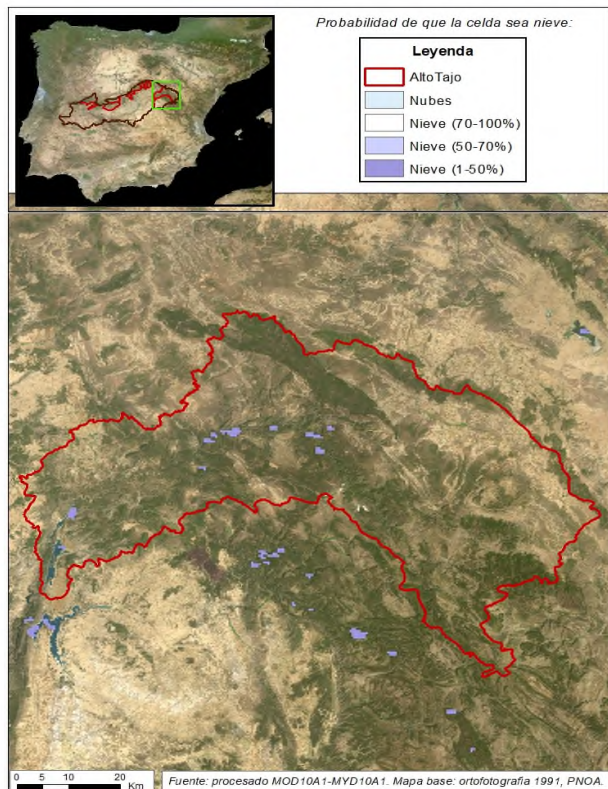 Probabilidad de que la celda sea nieve:
Leyenda
AltoTajo
Nubes
Nieve (70-100%)
Nieve (50-70%)
Nieve (1-50%)
0 5 10 20
Km
Fuente: procesado MOD10A1-MYD10A1. Mapa base: ortofotografia 1991, PNOA.